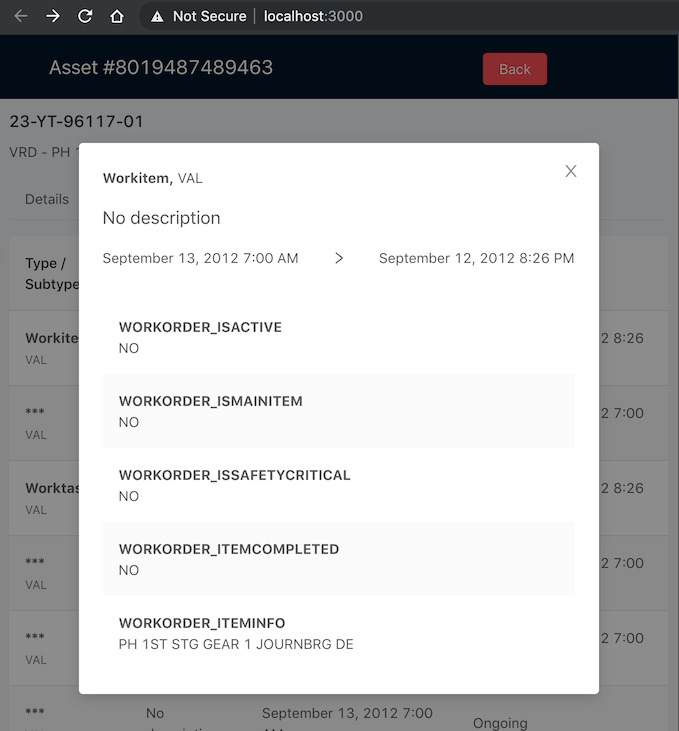 Not Secure | localhost:3000
Asset #8019487489463
Back
23-YT-96117-01
VRD - PH
Workitem, VAL
No description
September 13, 2012 7:00 AM > September 12, 2012 8:26 PM
WORKORDER_ISACTIVE
NO
WORKORDER_ISMAINITEM
NO
WORKORDER_ISSAFETYCRITICAL
NO
WORKORDER_ITEMCOMPLETED
NO
WORKORDER_ITEMINFO
PH 1ST STG GEAR 1 JOURNBRG DE
Details
Type /
Subtype
Workite
2 8:26
VAL
***
2 7:00
VAL
Worktas
2 8:26
VAL
***
2 7:00
VAL
***
2 7:00
VAL
***
No
September 13, 2012 7:00
Ongoing